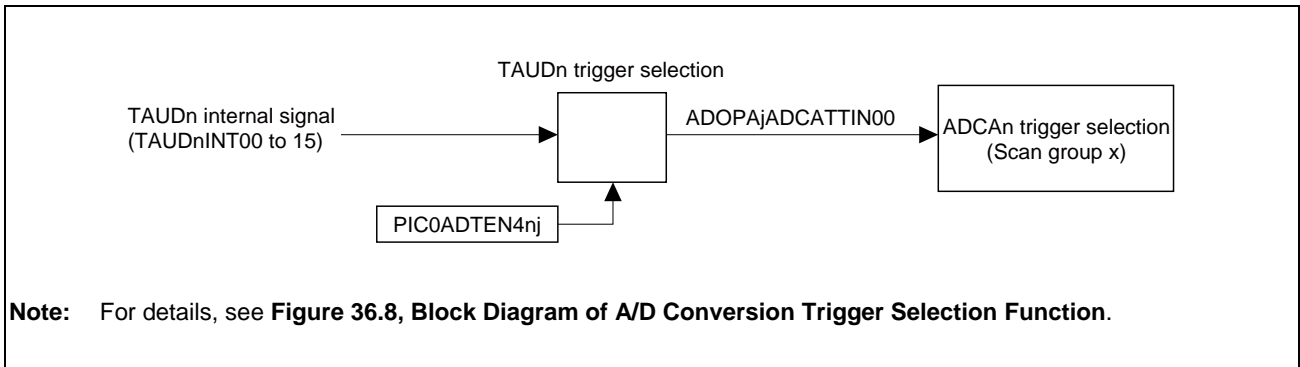 TAUDn trigger selection
TAUDn internal signal
(TAUDnINT00 to 15)
ADOPAjADCATTIN00
ADCAn trigger selection
(Scan group x)
PIC0ADTEN4nj
Note: For details, see Figure 36.8, Block Diagram of A/D Conversion Trigger Selection Function.